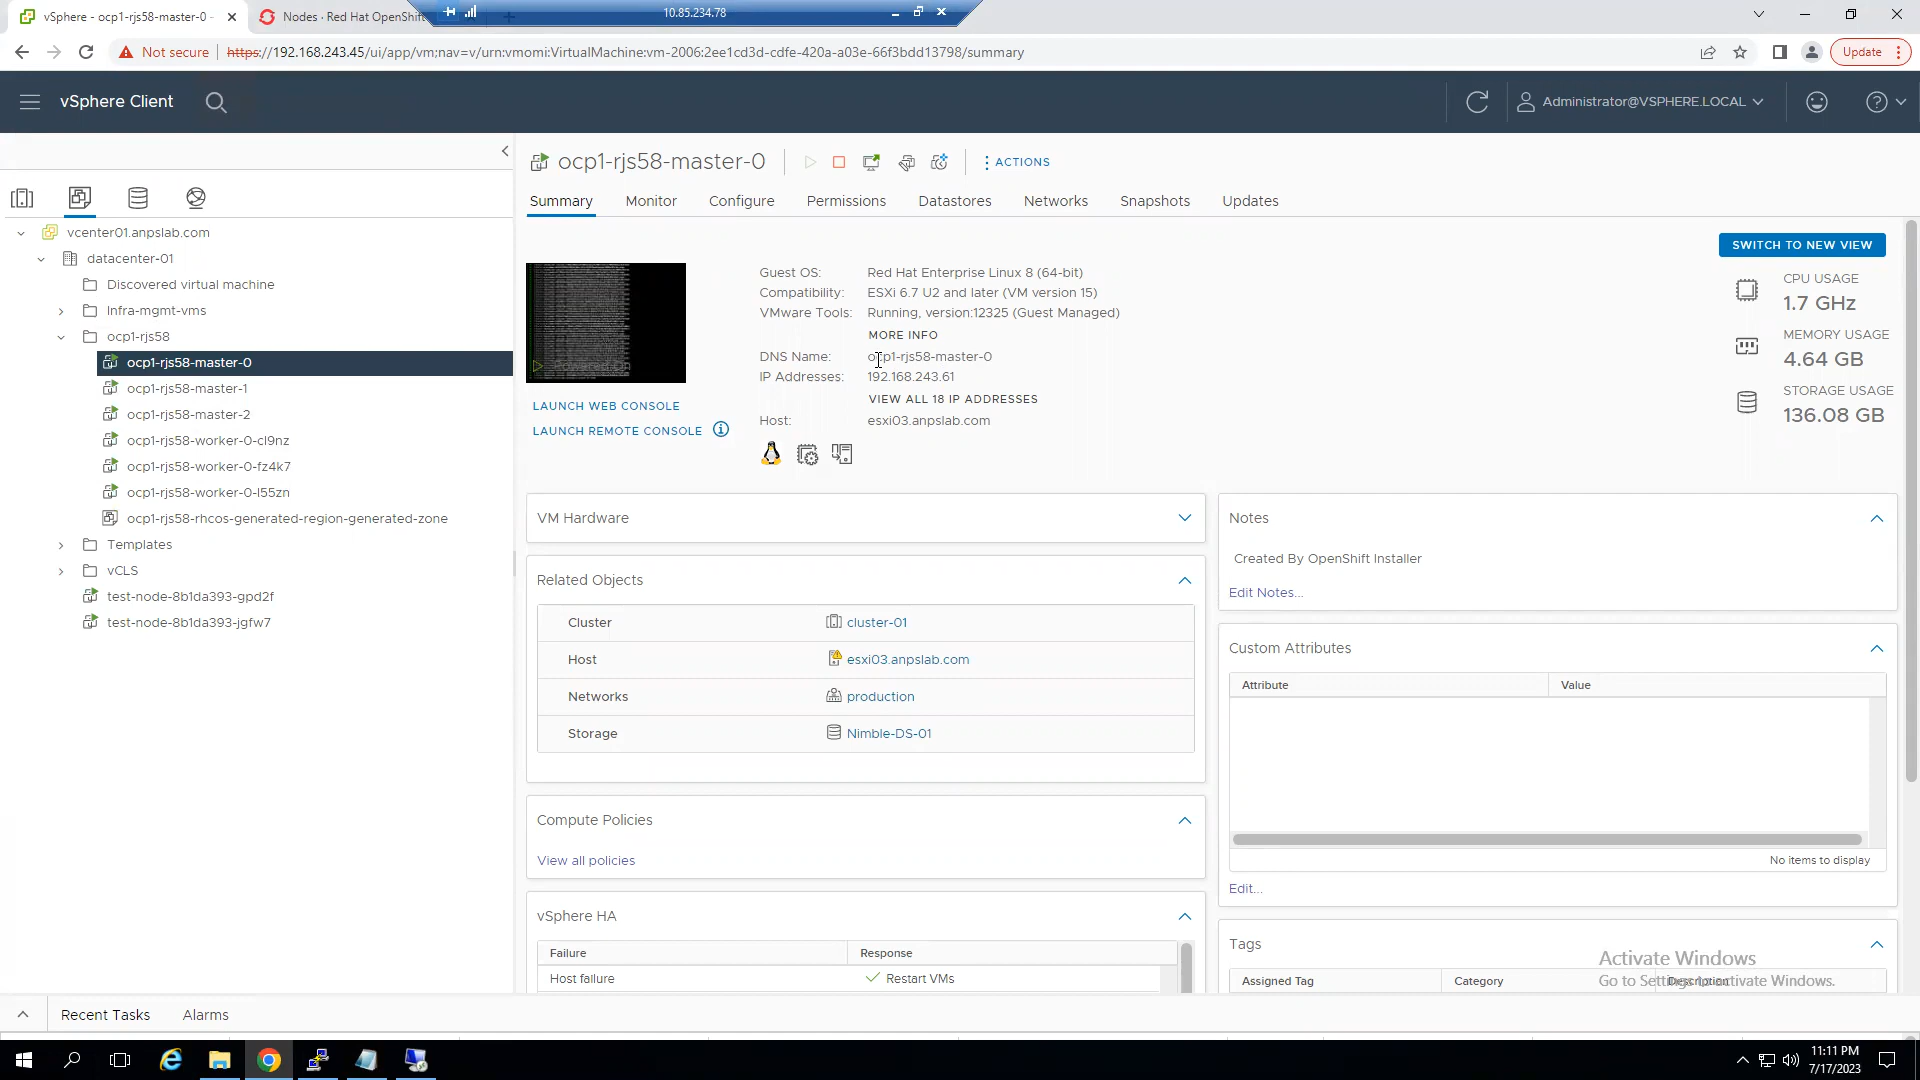 vSphere - ocp1-rjs58-master-0 -
Nodes · Red Hat OpenShift
10.85.234.78
Not secure
https://192.168.243.45/ui/app/vm;nav=v/urn:vmomi:VirtualMachine:vm-2006:2ee1cd3d-cdfe-420a-a03e-66f3bdd13798/summary
Update
vSphere Client
Administrator@VSPHERE.LOCAL
vcenter01.anpslab.com
datacenter-01
Discovered virtual machine
Infra-mgmt-vms
ocp1-rjs58
ocp1-rjs58-master-0
ocp1-rjs58-master-1
ocp1-rjs58-master-2
ocp1-rjs58-worker-0-cl9nz
ocp1-rjs58-worker-0-fz4k7
ocp1-rjs58-worker-0-l55zn
ocp1-rjs58-rhcos-generated-region-generated-zone
Templates
vCLS
test-node-8b1da393-gpd2f
test-node-8b1da393-jgfw7
ocp1-rjs58-master-0
ACTIONS
Summary Monitor Configure Permissions Datastores Networks Snapshots Updates
SWITCH TO NEW VIEW
Guest OS: Red Hat Enterprise Linux 8 (64-bit)
Compatibility: ESXi 6.7 U2 and later (VM version 15)
VMware Tools: Running, version:12325 (Guest Managed)
MORE INFO
DNS Name: ocp1-rjs58-master-0
IP Addresses: 192.168.243.61
VIEW ALL 18 IP ADDRESSES
Host: esxi03.anpslab.com
LAUNCH WEB CONSOLE
LAUNCH REMOTE CONSOLE
CPU USAGE
1.7 GHz
MEMORY USAGE
4.64 GB
STORAGE USAGE
136.08 GB
VM Hardware
Related Objects
Cluster cluster-01
Host esxi03.anpslab.com
Networks production
Storage Nimble-DS-01
Compute Policies
View all policies
vSphere HA
Failure Response
Host failure Restart VMs
Notes
Created By OpenShift Installer
Edit Notes...
Custom Attributes
Attribute Value
No items to display
Edit...
Tags
Assigned Tag Category Description
Activate Windows
Go to Settings to activate Windows.
Recent Tasks Alarms
11:11 PM
7/17/2023